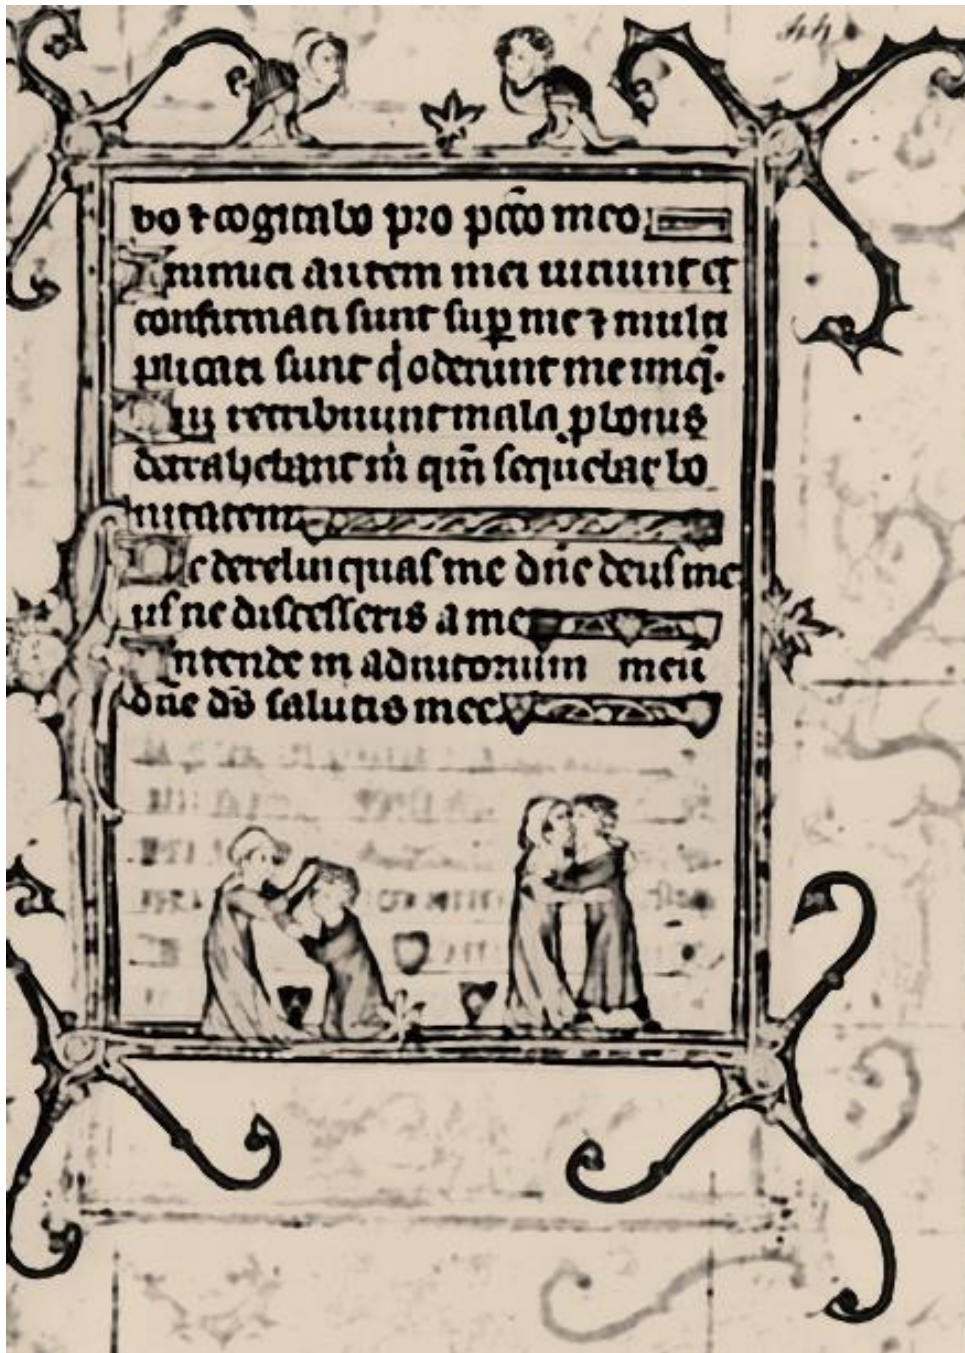 bo ⁊ cogitabo pro pcc̄o meo
Inimici autem mei uiuunt et
confirmati sunt suꝑ me ⁊ multi
plicati sunt q̇ oderunt me iniq̄.
Qui retribuunt mala ꝓ bonis
detrahebant ṁ qm̄ sequebar bo
nitatem
Ne derelinquas me dn̄e deus me
us ne discesseris a me
Intende in adiutorium meū
dn̄e ds̄ salutis mee